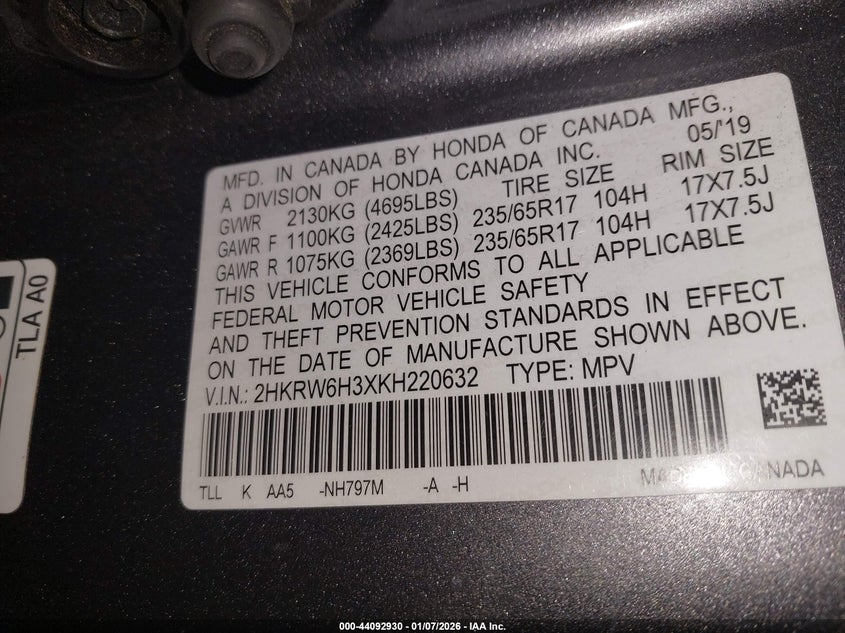 MFD. IN CANADA BY HONDA OF CANADA MFG.,
A DIVISION OF HONDA CANADA INC. 05/'19
GVWR 2130KG (4695LBS) TIRE SIZE RIM SIZE
GAWR F 1100KG (2425LBS) 235/65R17 104H 17X7.5J
GAWR R 1075KG (2369LBS) 235/65R17 104H 17X7.5J
THIS VEHICLE CONFORMS TO ALL APPLICABLE
FEDERAL MOTOR VEHICLE SAFETY
AND THEFT PREVENTION STANDARDS IN EFFECT
ON THE DATE OF MANUFACTURE SHOWN ABOVE.
V.I.N.: 2HKRW6H3XKH220632 TYPE: MPV
TLL K AA5 -NH797M -A -H
CANADA
TLA A0
000-44092930 - 01/07/2026 - IAA Inc.